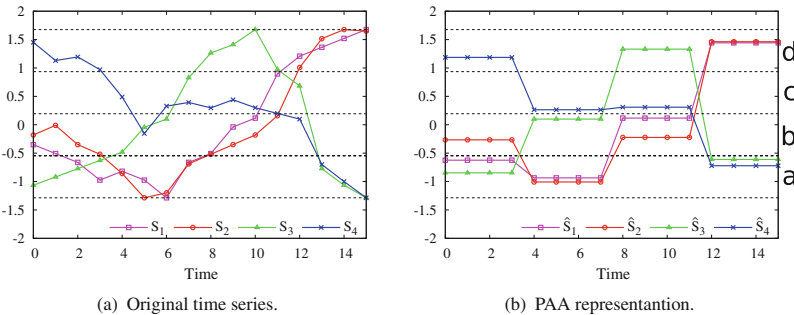 2
1.5
1
0.5
0
-0.5
-1
-1.5
-2
0 2 4 6 8 10 12 14
Time
S1 S2 S3 S4
(a) Original time series.
2
1.5
1
0.5
0
-0.5
-1
-1.5
-2
0 2 4 6 8 10 12 14
Time
Ŝ1 Ŝ2 Ŝ3 Ŝ4
d
c
b
a
(b) PAA representantion.